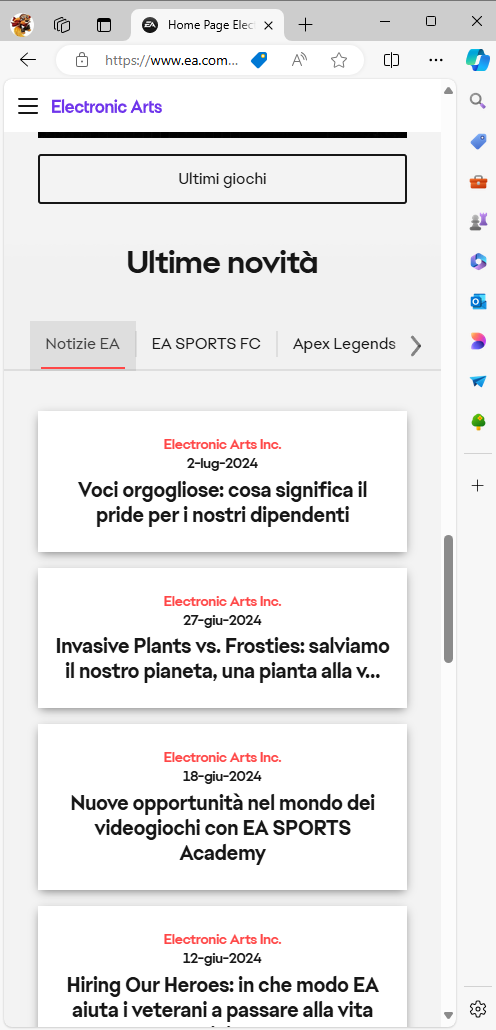 Home Page Elec
https://www.ea.com...
Electronic Arts
Ultimi giochi
Ultime novità
Notizie EA
EA SPORTS FC
Apex Legends
Electronic Arts Inc.
2-lug-2024
Voci orgogliose: cosa significa il
pride per i nostri dipendenti
Electronic Arts Inc.
27-giu-2024
Invasive Plants vs. Frosties: salviamo
il nostro pianeta, una pianta alla v...
Electronic Arts Inc.
18-giu-2024
Nuove opportunità nel mondo dei
videogiochi con EA SPORTS
Academy
Electronic Arts Inc.
12-giu-2024
Hiring Our Heroes: in che modo EA
aiuta i veterani a passare alla vita